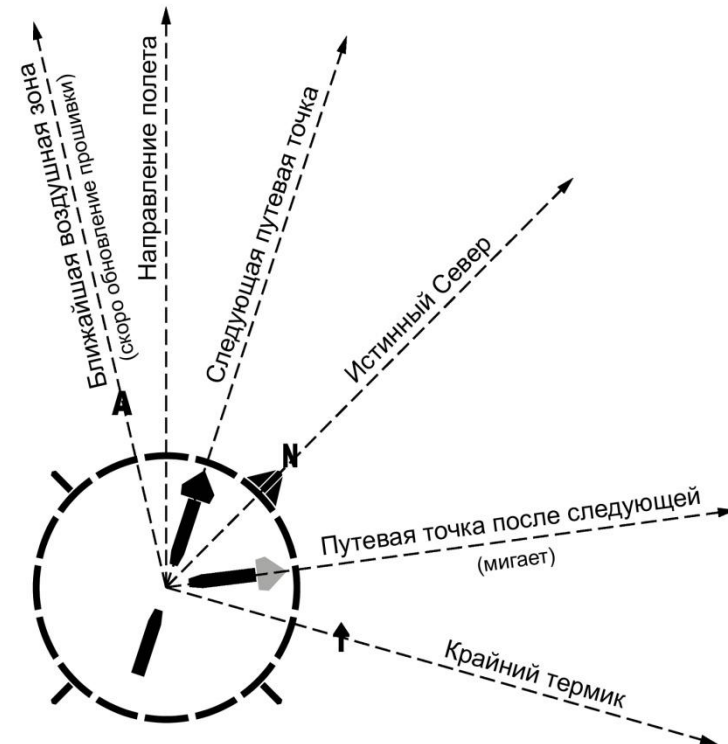 Ближайшая воздушная зона
(скоро обновление прошивки)
Направление полета
Следующая путевая точка
Истинный Север
A
N
Путевая точка после следующей
(мигает)
Крайний термик